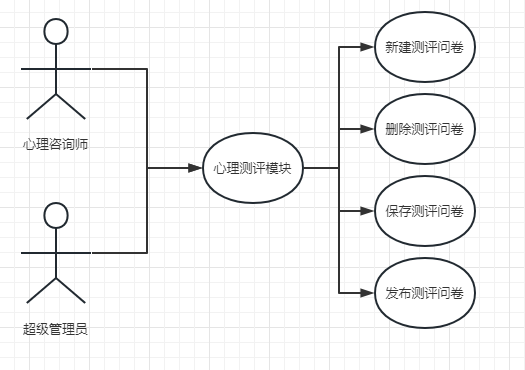 新建测评问卷
心理咨询师
删除测评问卷
心理测评模块
保存测评问卷
发布测评问卷
超级管理员